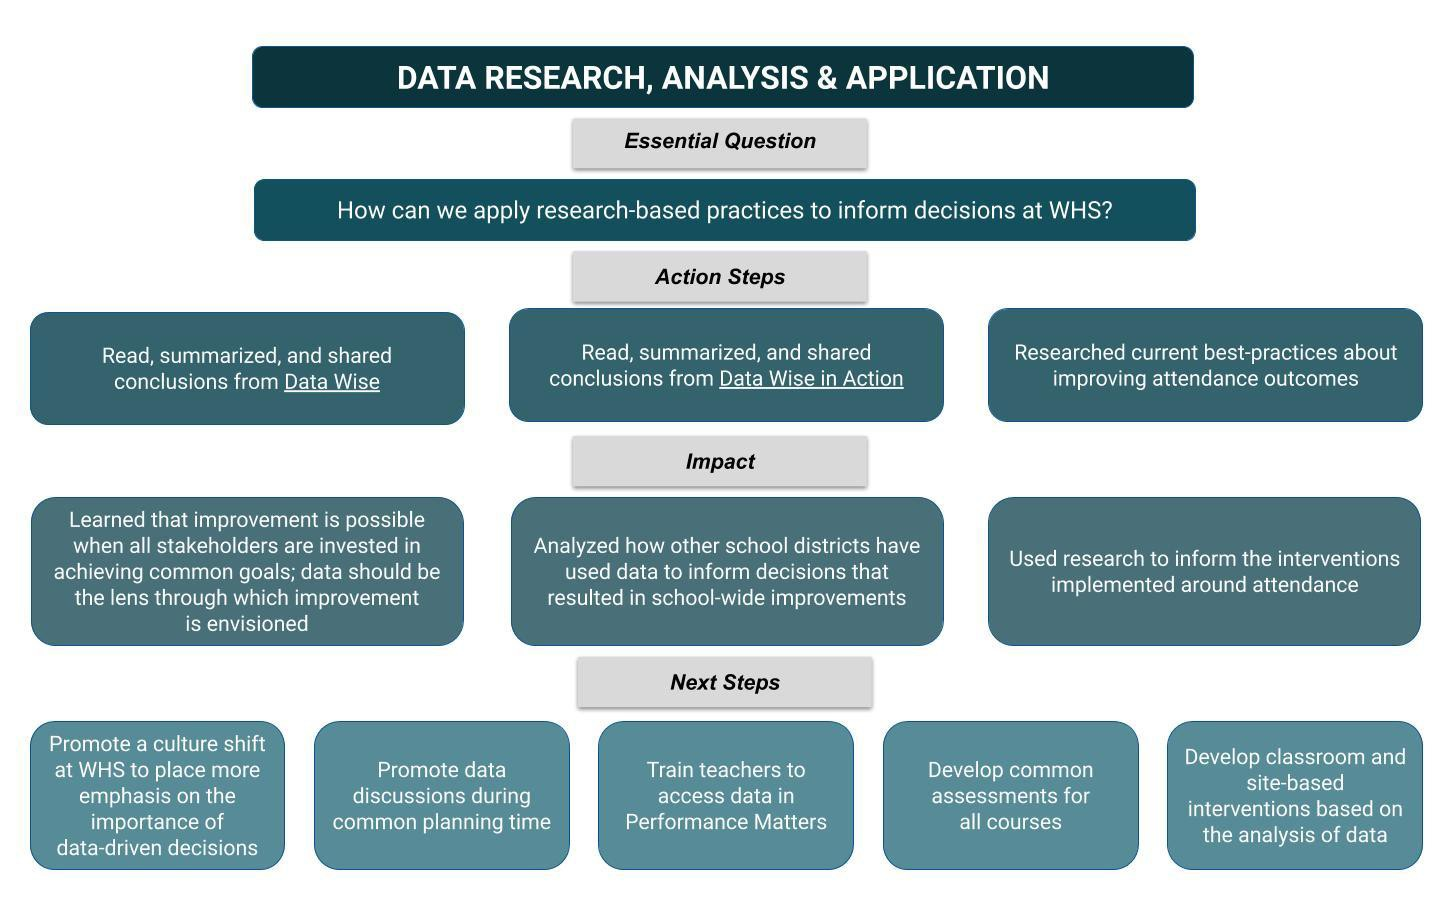 DATA RESEARCH, ANALYSIS & APPLICATION
Essential Question
How can we apply research-based practices to inform decisions at WHS?
Action Steps
Read, summarized, and shared
conclusions from Data Wise
Read, summarized, and shared
conclusions from Data Wise in Action
Researched current best-practices about
improving attendance outcomes
Impact
Learned that improvement is possible
when all stakeholders are invested in
achieving common goals; data should be
the lens through which improvement
is envisioned
Analyzed how other school districts have
used data to inform decisions that
resulted in school-wide improvements
Used research to inform the interventions
implemented around attendance
Next Steps
Promote a culture shift
at WHS to place more
emphasis on the
importance of
data-driven decisions
Promote data
discussions during
common planning time
Train teachers to
access data in
Performance Matters
Develop common
assessments for
all courses
Develop classroom and
site-based
interventions based on
the analysis of data